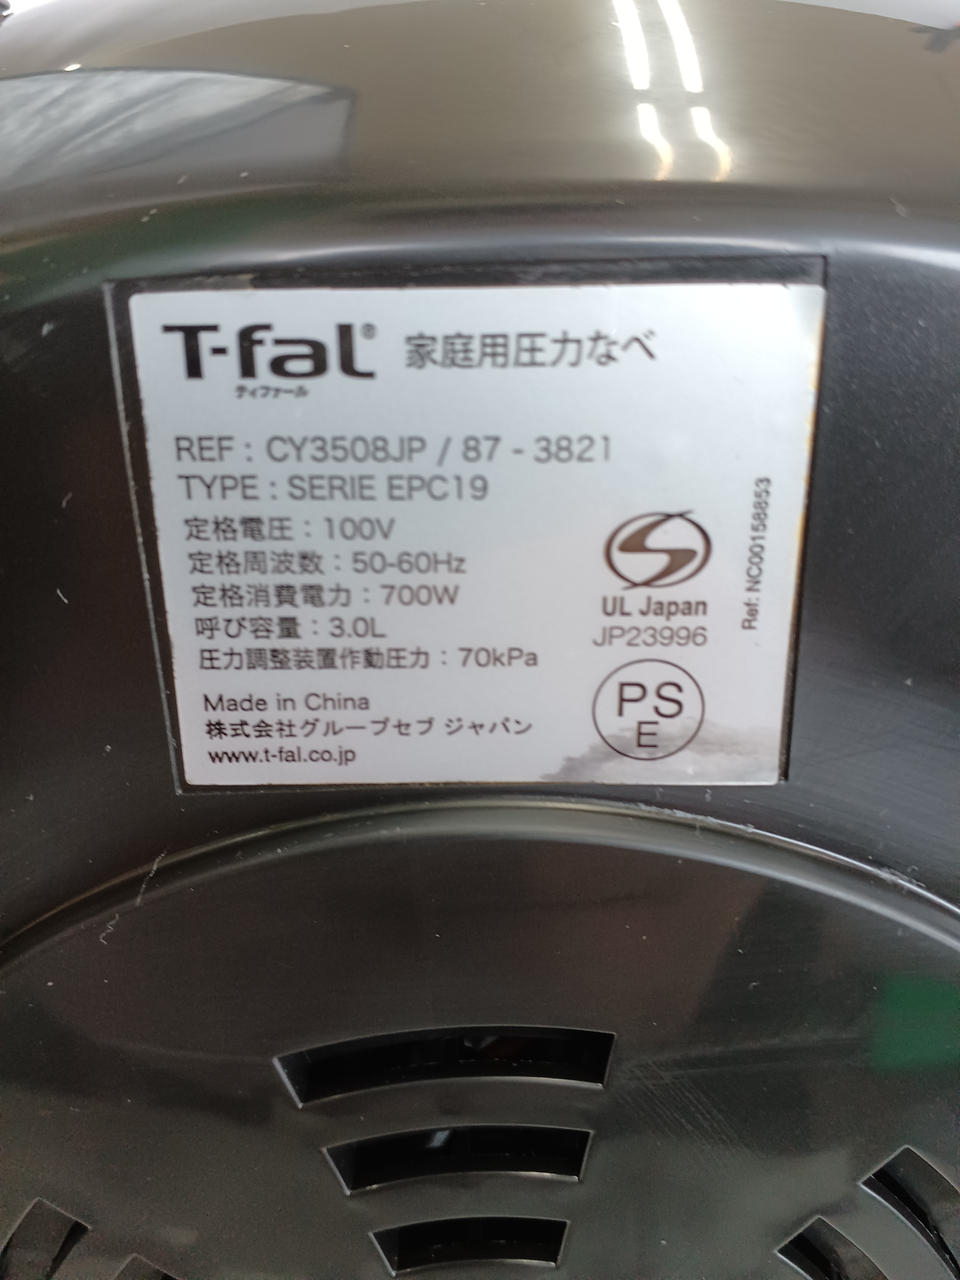 T-fal® 家庭用圧力なべ
ティファール
REF : CY3508JP / 87 - 3821
TYPE : SERIE EPC19
定格電圧 : 100V
定格周波数 : 50-60Hz
定格消費電力 : 700W
呼び容量 : 3.0L
圧力調整装置作動圧力 : 70kPa
Made in China
株式会社グループセブ ジャパン
www.t-fal.co.jp
UL Japan
JP23996
PS
E
Ref: NC00158853